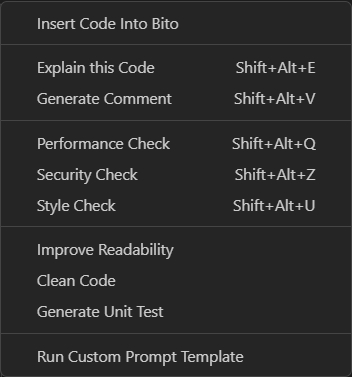 Insert Code Into Bito
Explain this Code Shift+Alt+E
Generate Comment Shift+Alt+V
Performance Check Shift+Alt+Q
Security Check Shift+Alt+Z
Style Check Shift+Alt+U
Improve Readability
Clean Code
Generate Unit Test
Run Custom Prompt Template